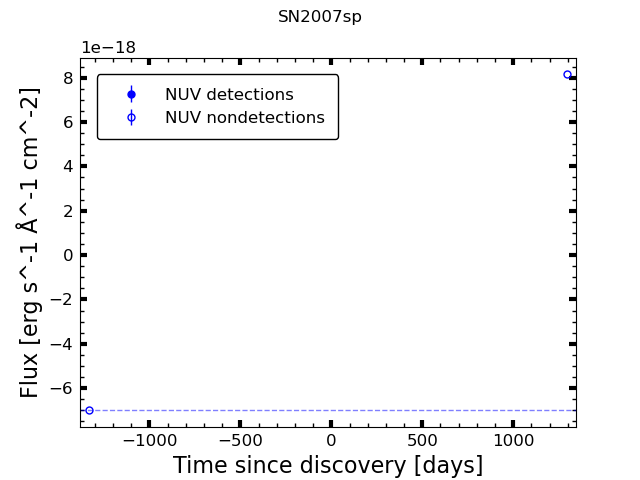 SN2007sp
1e−18
NUV detections
NUV nondetections
8
6
4
2
0
−2
−4
−6
Flux [erg s^-1 Å^-1 cm^-2]
−1000 −500 0 500 1000
Time since discovery [days]